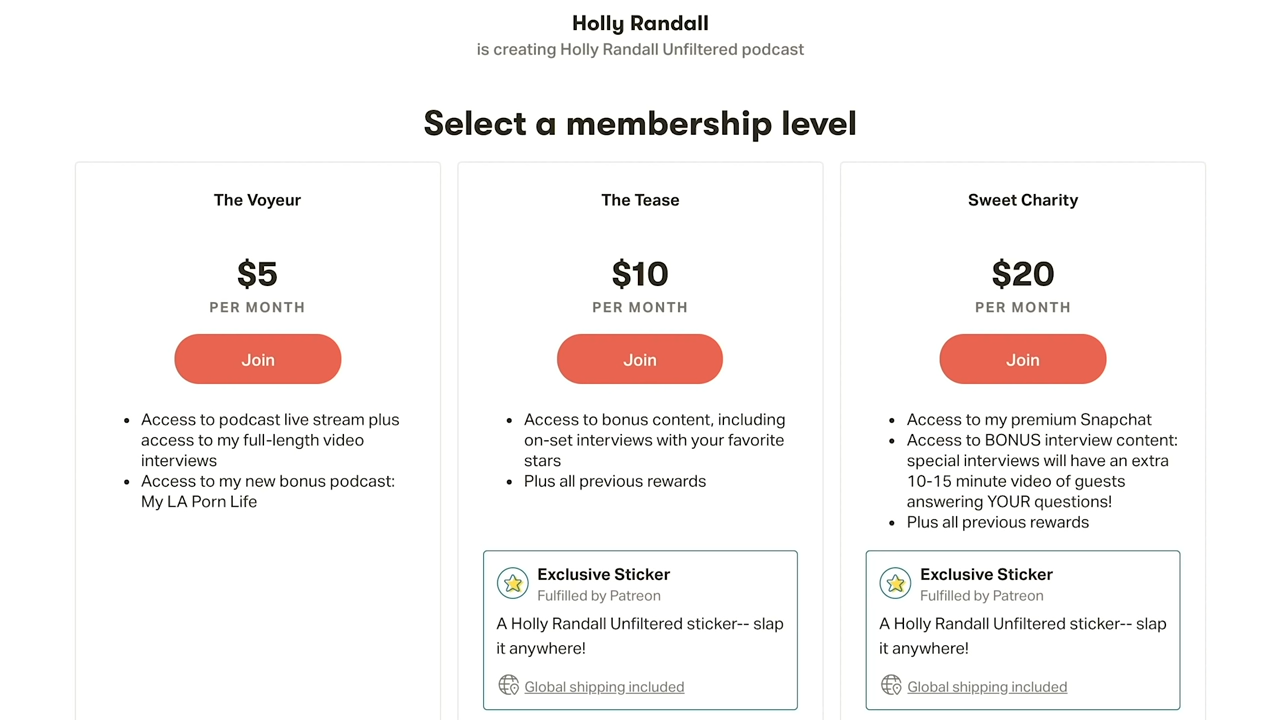 Holly Randall
is creating Holly Randall Unfiltered podcast
Select a membership level
The Voyeur
$5
PER MONTH
Join
• Access to podcast live stream plus
access to my full-length video
interviews
• Access to my new bonus podcast:
My LA Porn Life
The Tease
$10
PER MONTH
Join
• Access to bonus content, including
on-set interviews with your favorite
stars
• Plus all previous rewards
Exclusive Sticker
Fulfilled by Patreon
A Holly Randall Unfiltered sticker-- slap
it anywhere!
Global shipping included
Sweet Charity
$20
PER MONTH
Join
• Access to my premium Snapchat
• Access to BONUS interview content:
special interviews will have an extra
10-15 minute video of guests
answering YOUR questions!
• Plus all previous rewards
Exclusive Sticker
Fulfilled by Patreon
A Holly Randall Unfiltered sticker-- slap
it anywhere!
Global shipping included